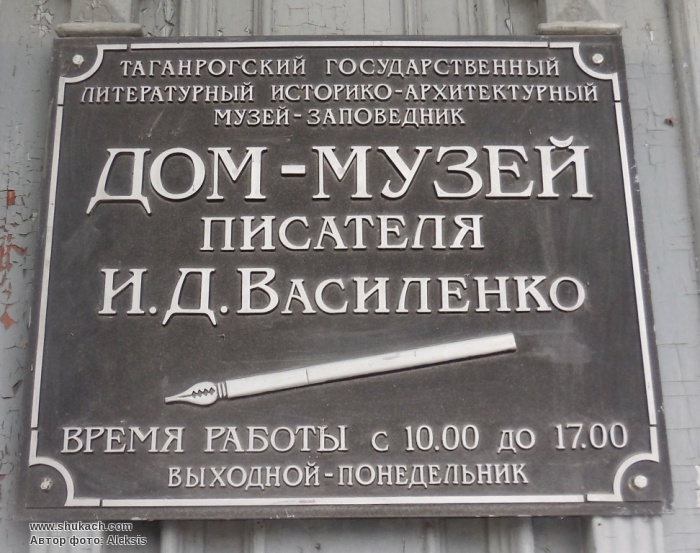 ТАГАНРОГСКИЙ ГОСУДАРСТВЕННЫЙ
ЛИТЕРАТУРНЫЙ ИСТОРИКО-АРХИТЕКТУРНЫЙ
МУЗЕЙ-ЗАПОВЕДНИК
ДОМ-МУЗЕЙ
ПИСАТЕЛЯ
И.Д.ВАСИЛЕНКО
ВРЕМЯ РАБОТЫ С 10.00 ДО 17.00
ВЫХОДНОЙ-ПОНЕДЕЛЬНИК
www.shukach.com
Автор фото: Aleksis